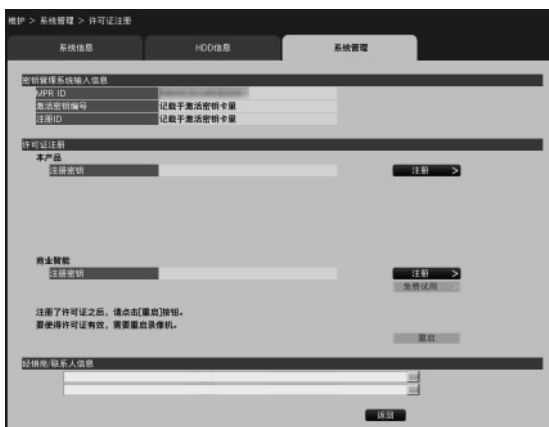 维护 > 系统管理 > 许可证注册
系统信息 HDD信息 系统管理
密钥管理系统输入信息
MPR ID
激活密钥编号 记载于激活密钥卡里
注册ID 记载于激活密钥卡里
许可证注册
本产品
注册密钥 注册 >
商业智能
注册密钥 注册 >
免费试用 >
注册了许可证之后，请点击[重启]按钮。
要使得许可证有效，需要重启录像机。
重启
经销商/联系人信息
返回